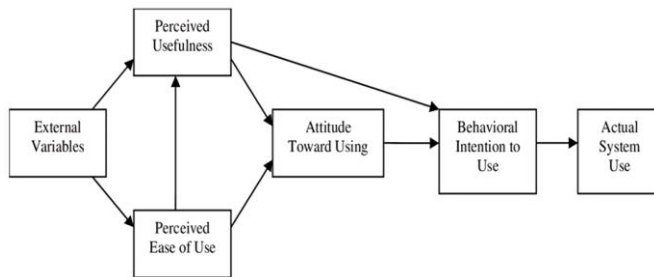 Perceived
Usefulness
External
Variables
Attitude
Toward Using
Behavioral
Intention to
Use
Actual
System
Use
Perceived
Ease of Use